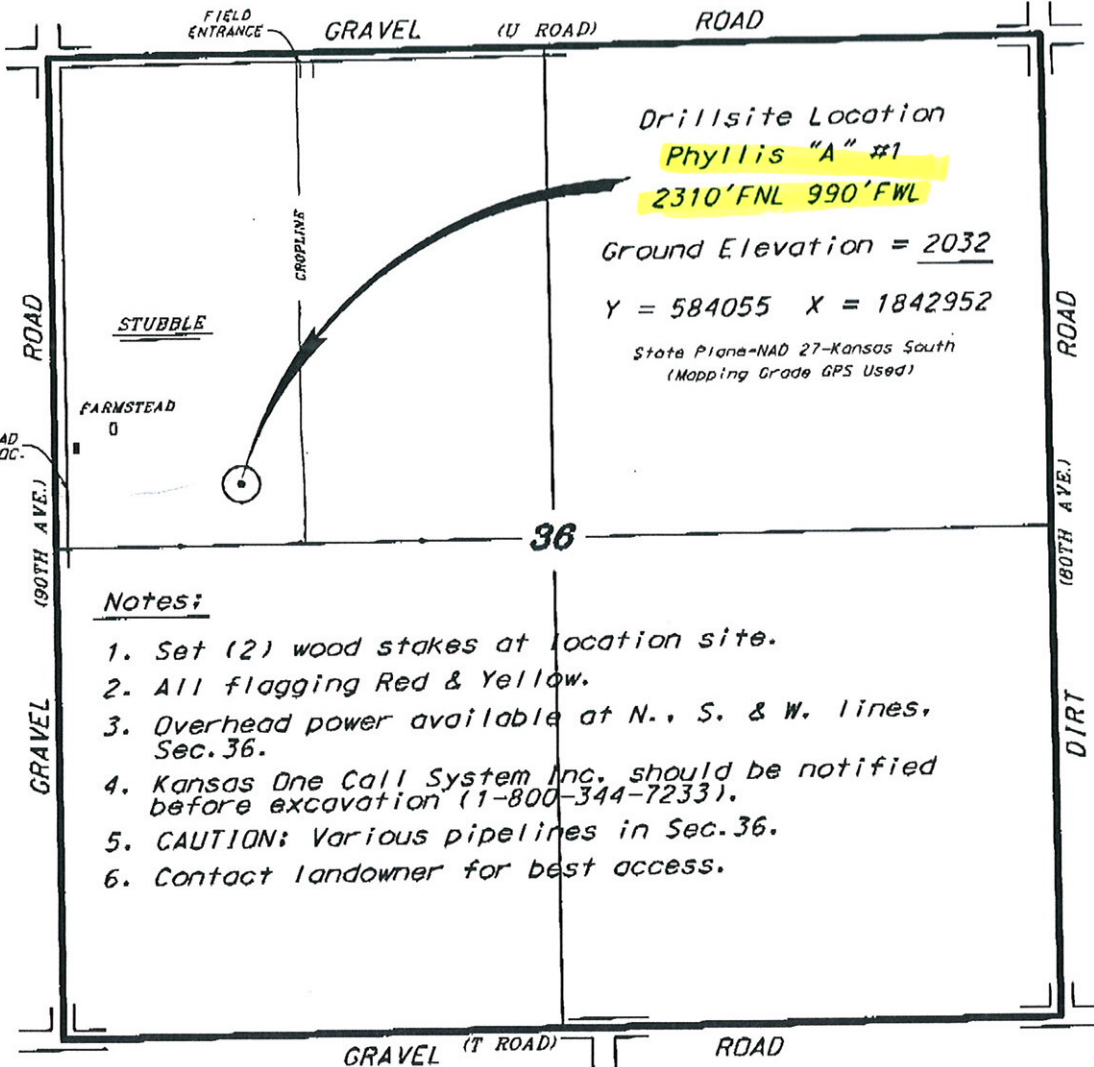 FIELD
ENTRANCE
GRAVEL (U ROAD) ROAD
Drillsite Location
Phyllis "A" #1
2310'FNL 990'FWL
Ground Elevation = 2032
Y = 584055 X = 1842952
State Plane-NAD 27-Kansas South
(Mapping Grade GPS Used)
CROPLINE
STUBBLE
FARMSTEAD
ROAD
(90TH AVE.)
GRAVEL
ROAD
(80TH AVE.)
DIRT
36
Notes:
1. Set (2) wood stakes at location site.
2. All flagging Red & Yellow.
3. Overhead power available at N., S. & W. lines,
Sec.36.
4. Kansas One Call System Inc. should be notified
before excavation (1-800-344-7233).
5. CAUTION: Various pipelines in Sec.36.
6. Contact landowner for best access.
GRAVEL (T ROAD) ROAD